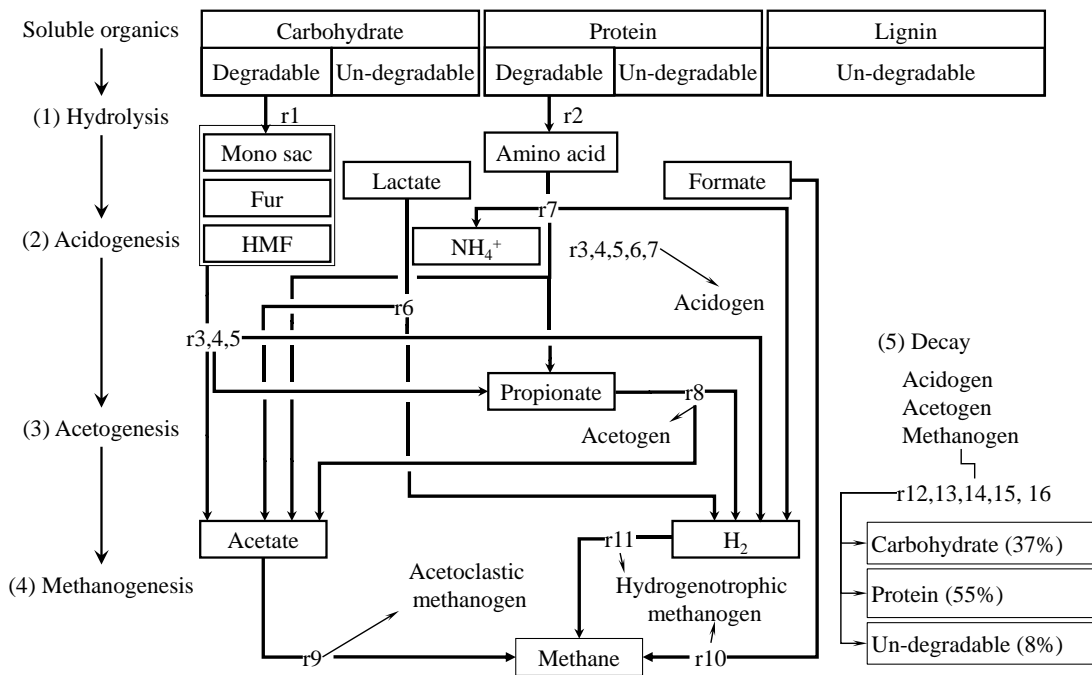 Soluble organics
Carbohydrate
Protein
Lignin
Degradable
Un-degradable
Degradable
Un-degradable
Un-degradable
(1) Hydrolysis
r1
r2
Mono sac
Amino acid
Lactate
Formate
Fur
r7
(2) Acidogenesis
HMF
NH₄⁺
r3,4,5,6,7
Acidogen
r6
r3,4,5
(5) Decay
Acidogen
Acetogen
Methanogen
Propionate
r8
(3) Acetogenesis
Acetogen
r12,13,14,15, 16
Acetate
r11
H₂
Carbohydrate (37%)
(4) Methanogenesis
Acetoclastic
methanogen
Hydrogenotrophic
methanogen
Protein (55%)
Un-degradable (8%)
r9
Methane
r10